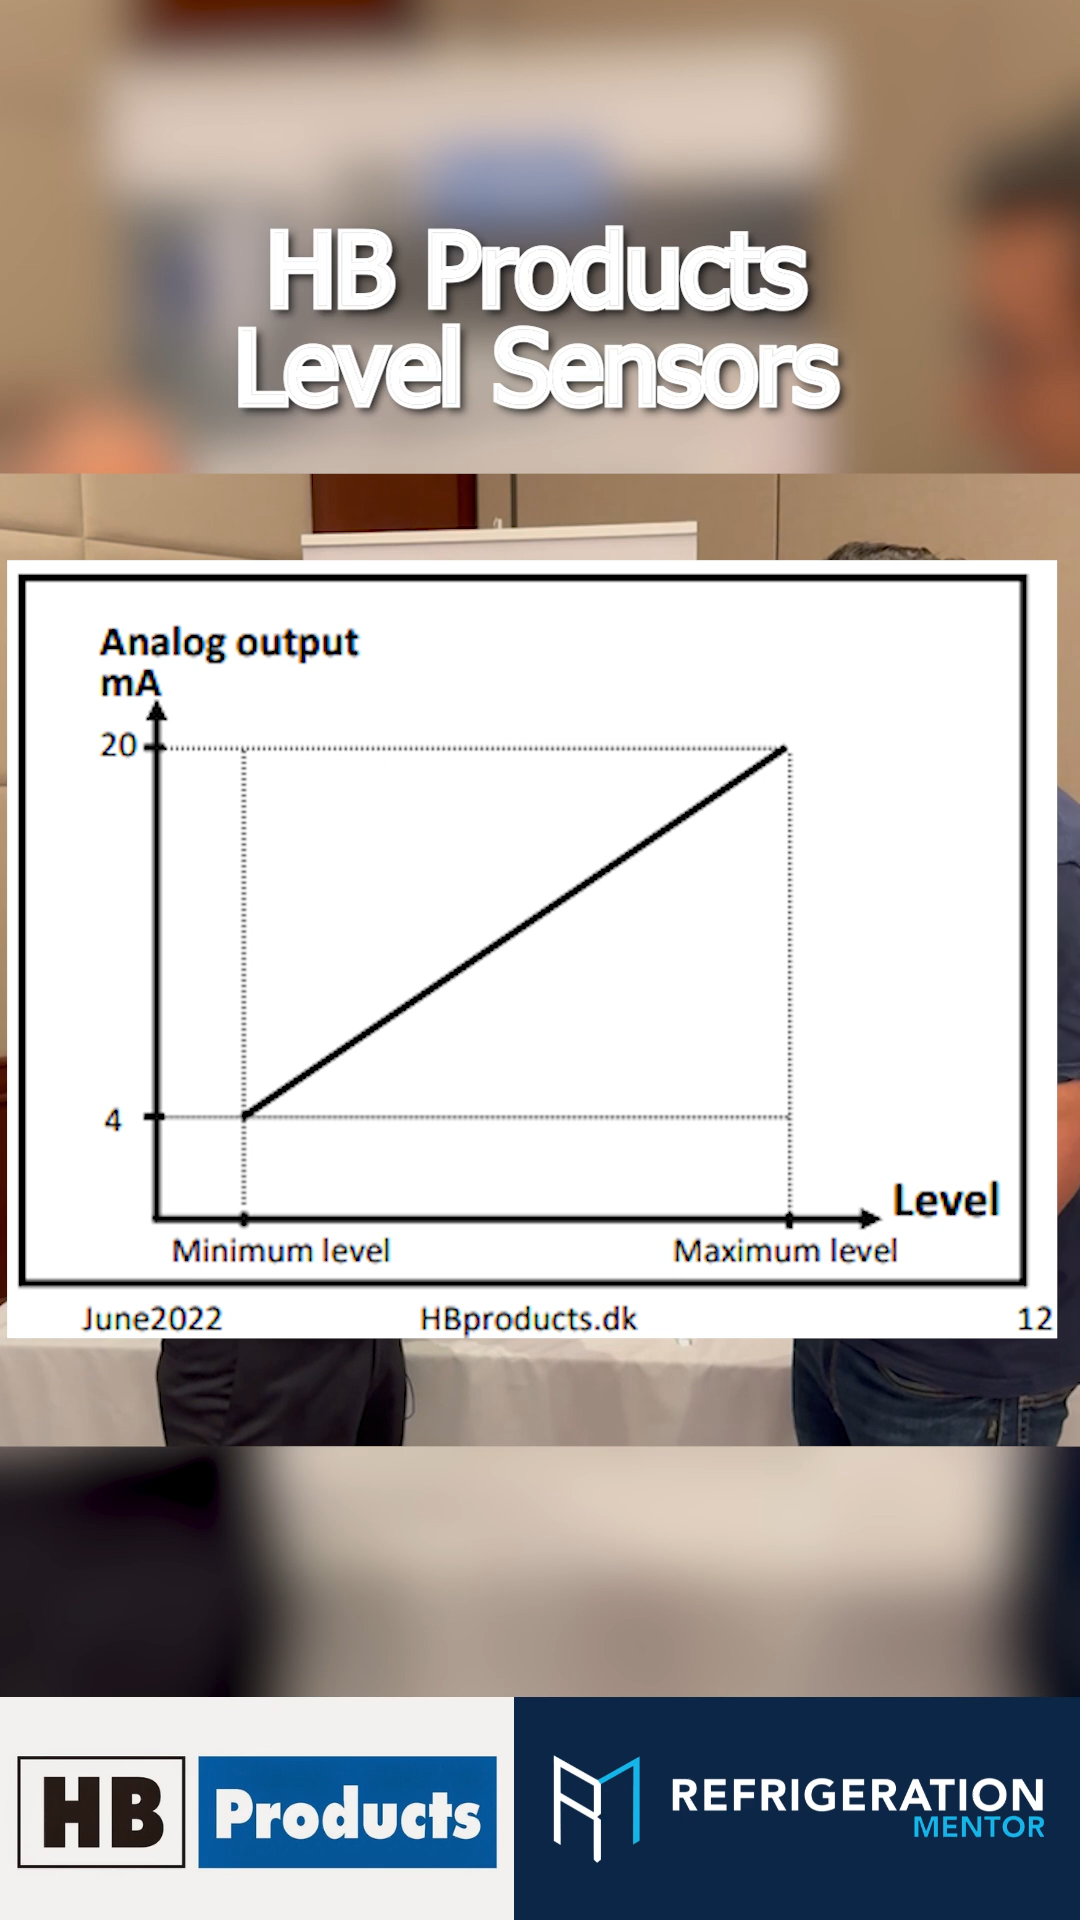 HB Products
Level Sensors
Analog output
mA
20
4
Level
Minimum level
Maximum level
June2022
HBproducts.dk
12
HB Products
REFRIGERATION
MENTOR